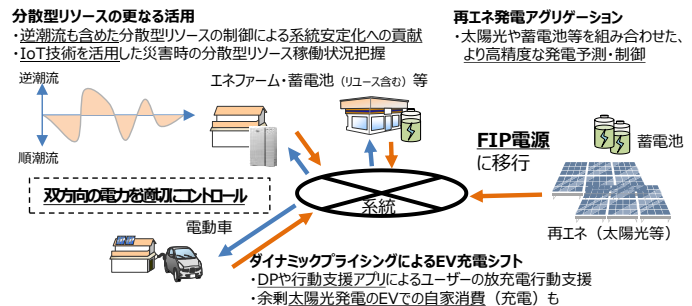 分散型リソースの更なる活用
・逆潮流も含めた分散型リソースの制御による系統安定化への貢献
・IoT技術を活用した災害時の分散型リソース稼働状況把握
再エネ発電アグリゲーション
・太陽光や蓄電池等を組み合わせた、
より高精度な発電予測・制御
逆潮流
順潮流
エネファーム・蓄電池（リユース含む）等
FIP電源
に移行
蓄電池
双方向の電力を適切にコントロール
系統
電動車
再エネ（太陽光等）
ダイナミックプライシングによるEV充電シフト
・DPや行動支援アプリによるユーザーの放充電行動支援
・余剰太陽光発電のEVでの自家消費（充電）も